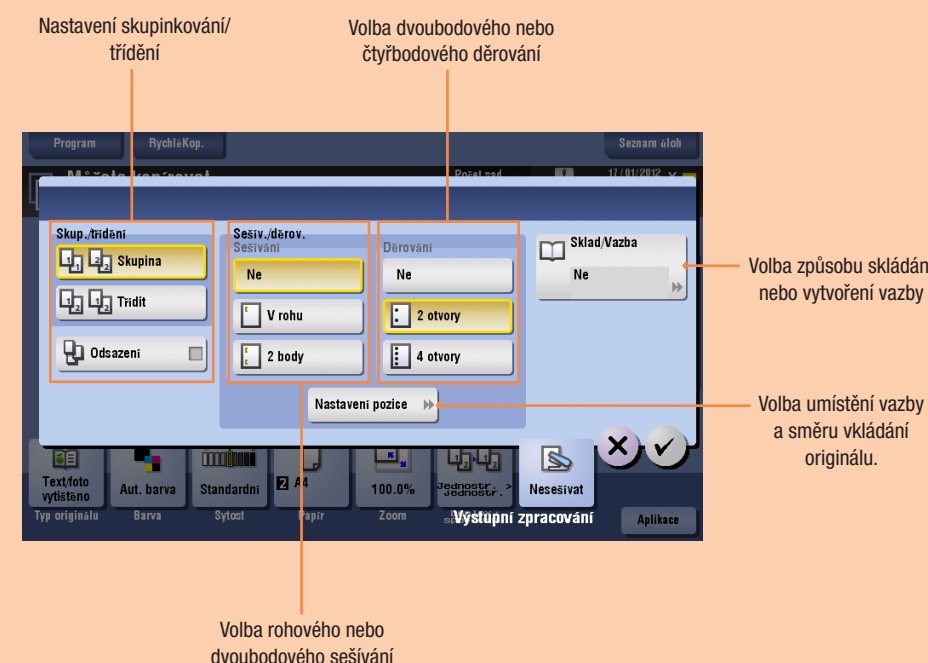 Nastavení skupinkování/
třídění
Volba dvoubodového nebo
čtyřbodového děrování
Program
RychléKop.
Seznam úloh
Počet sad
17/01/2012
Skup./třídění
Skupina
Třídit
Odsazení
Sešív./děrov.
Sešívání
Ne
V rohu
2 body
Děrování
Ne
2 otvory
4 otvory
Sklad/Vazba
Ne
Nastavení pozice
Volba způsobu skládán
nebo vytvoření vazby
Volba umístění vazby
a směru vkládání
originálu.
Text/foto
vytištěno
Aut. barva
Standardní
2 A4
100.0%
Jednostr. >
Jednostr.
Nesešívat
Typ originálu
Barva
Sytost
Papír
Zoom
Výstupní zpracování
Aplikace
Volba rohového nebo
dvoubodového sešívání